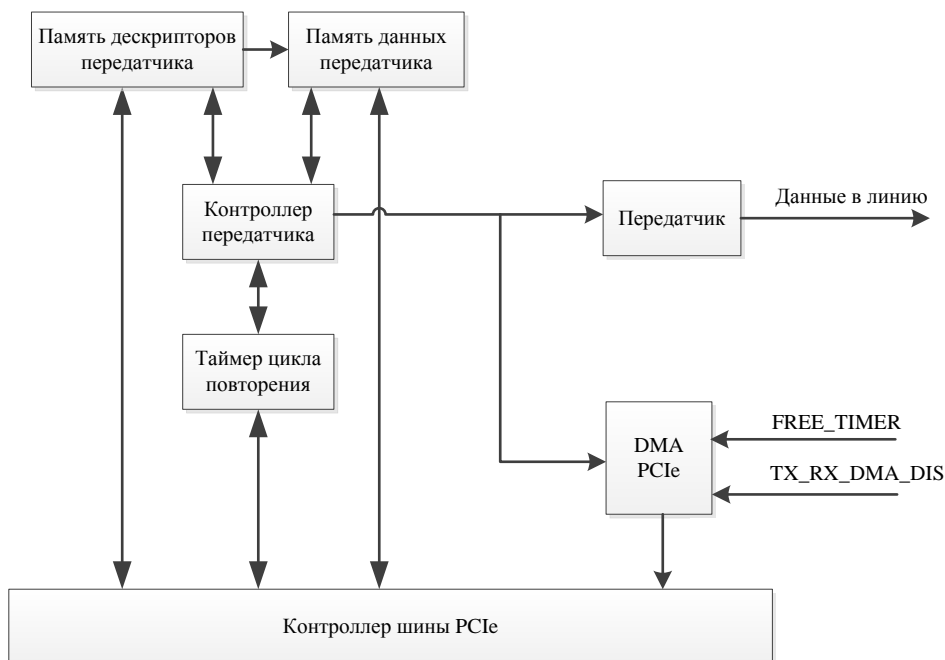 Память дескрипторов
передатчика
Память данных
передатчика
Контроллер
передатчика
Передатчик
Данные в линию
Таймер цикла
повторения
DMA
PCIe
FREE_TIMER
TX_RX_DMA_DIS
Контроллер шины PCIe